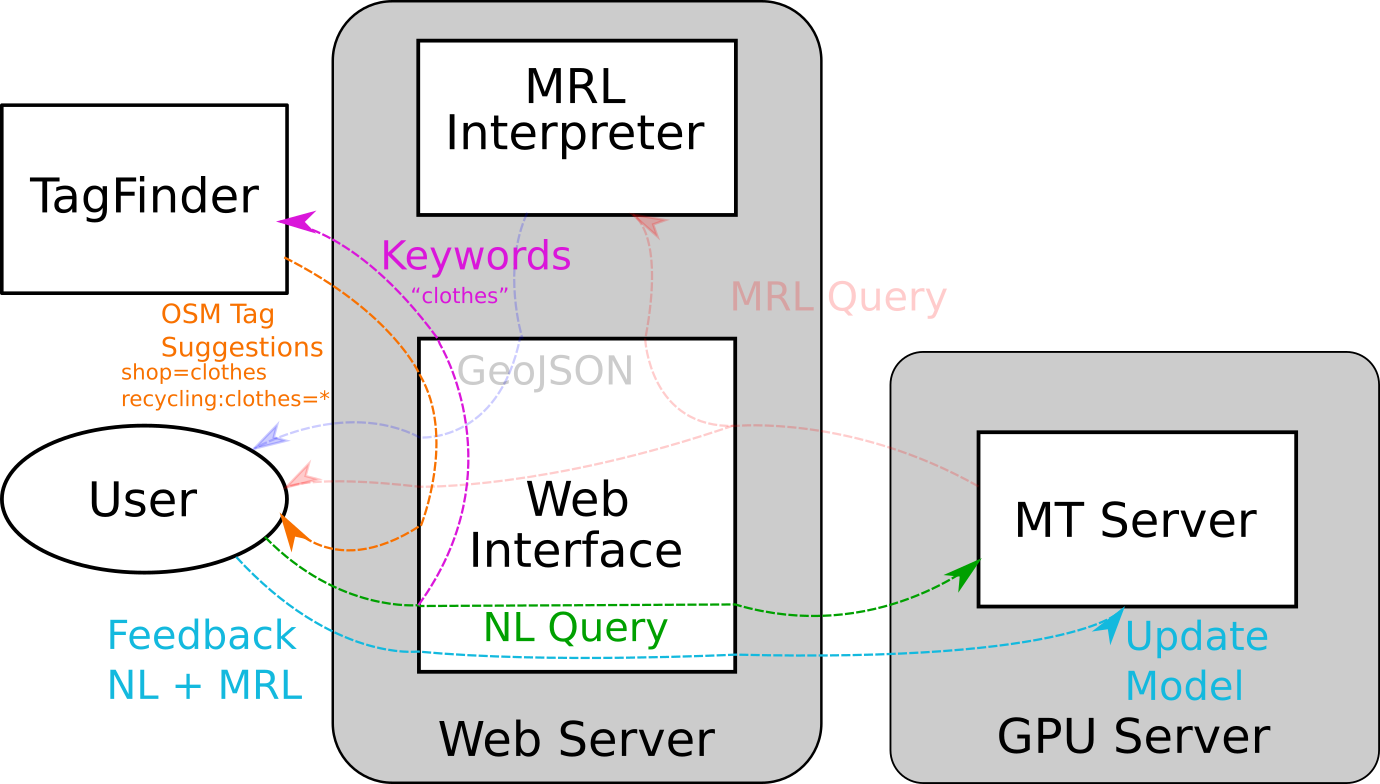 MRL
Interpreter
TagFinder
Keywords
“clothes”
MRL Query
OSM Tag
Suggestions
shop=clothes
recycling:clothes=*
GeoJSON
User
Web
Interface
MT Server
NL Query
Feedback
NL + MRL
Update
Model
Web Server
GPU Server